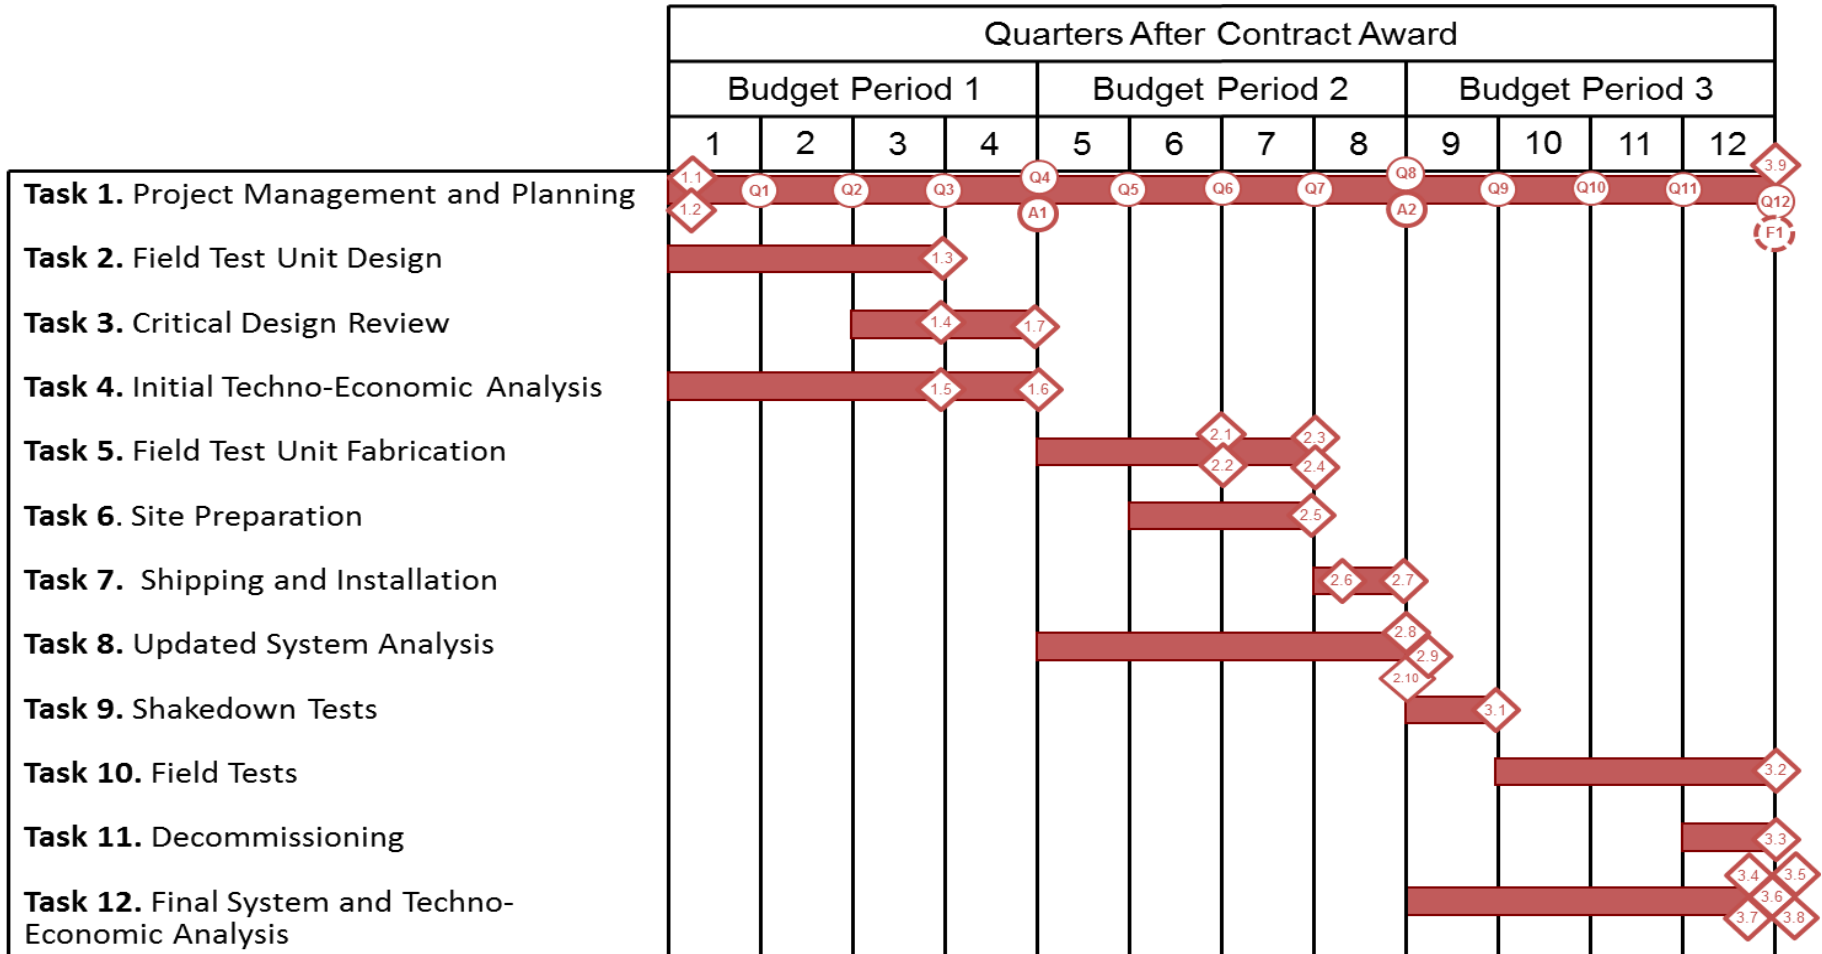 Quarters After Contract Award
Budget Period 1 Budget Period 2 Budget Period 3
1 2 3 4 5 6 7 8 9 10 11 12
3.9
1.1 Q4 Q8
Task 1. Project Management and Planning Q1 Q2 Q3 Q5 Q6 Q7 Q9 Q10 Q11 Q12
1.2 A1 A2
F1
Task 2. Field Test Unit Design 1.3
Task 3. Critical Design Review 1.4 1.7
Task 4. Initial Techno-Economic Analysis 1.5 1.6
2.1 2.3
Task 5. Field Test Unit Fabrication
2.2 2.4
Task 6. Site Preparation 2.5
Task 7. Shipping and Installation 2.6 2.7
2.8
Task 8. Updated System Analysis 2.9
2.10
Task 9. Shakedown Tests 3.1
Task 10. Field Tests 3.2
Task 11. Decommissioning 3.3
3.4 3.5
Task 12. Final System and Techno- 3.6
3.7 3.8
Economic Analysis